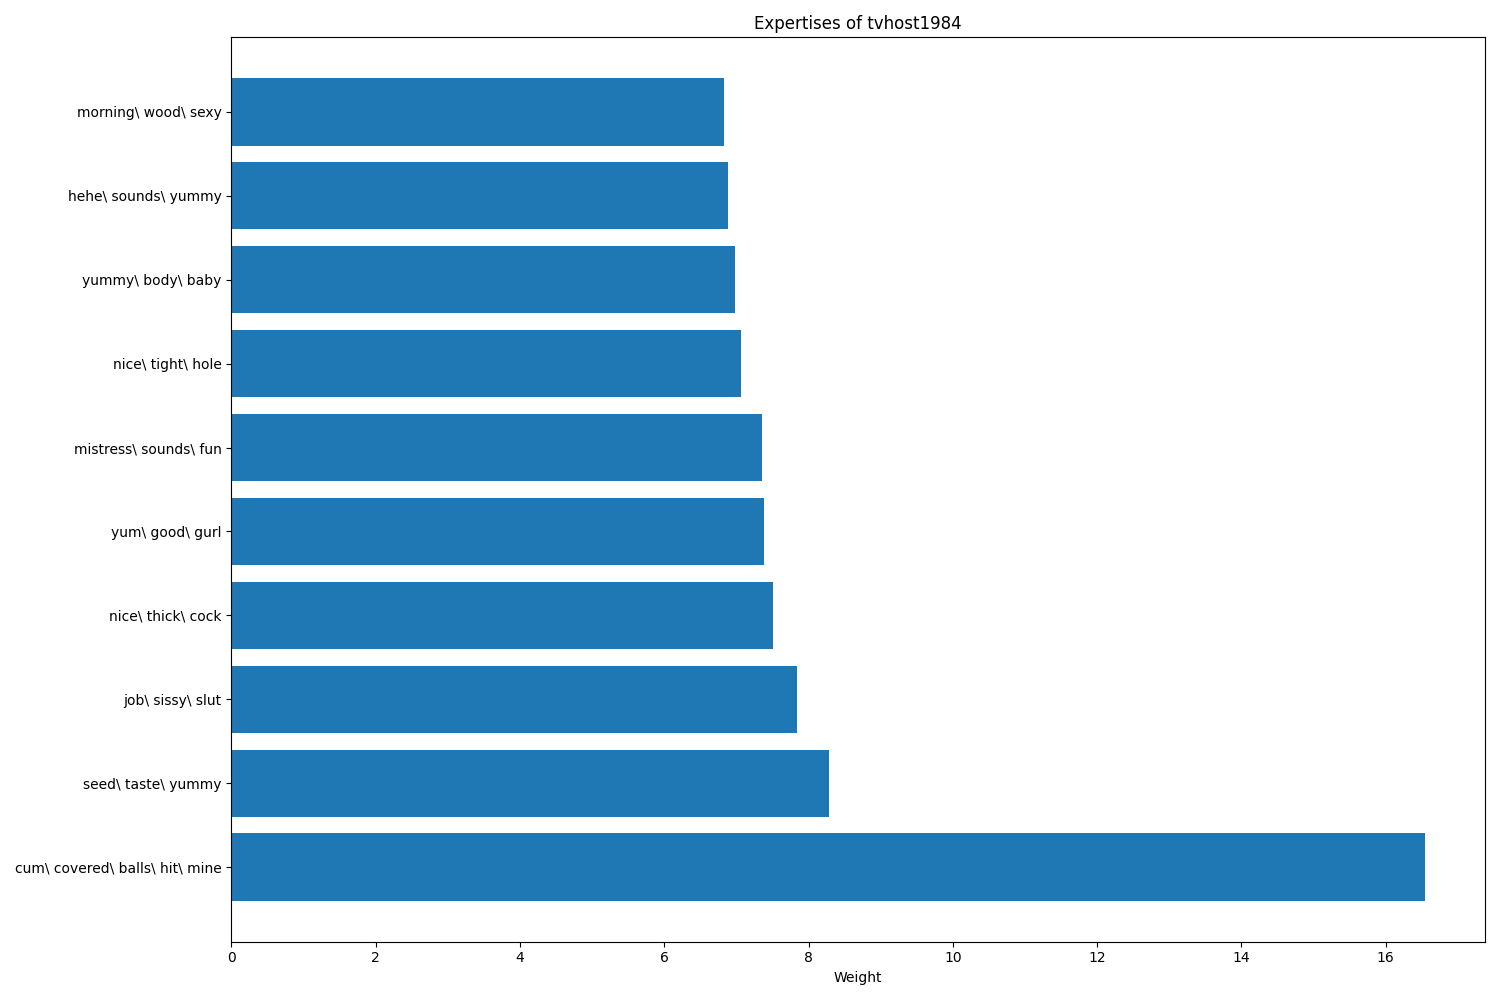 Expertises of tvhost1984
morning\ wood\ sexy
hehe\ sounds\ yummy
yummy\ body\ baby
nice\ tight\ hole
mistress\ sounds\ fun
yum\ good\ gurl
nice\ thick\ cock
job\ sissy\ slut
seed\ taste\ yummy
cum\ covered\ balls\ hit\ mine
0 2 4 6 8 10 12 14 16
Weight